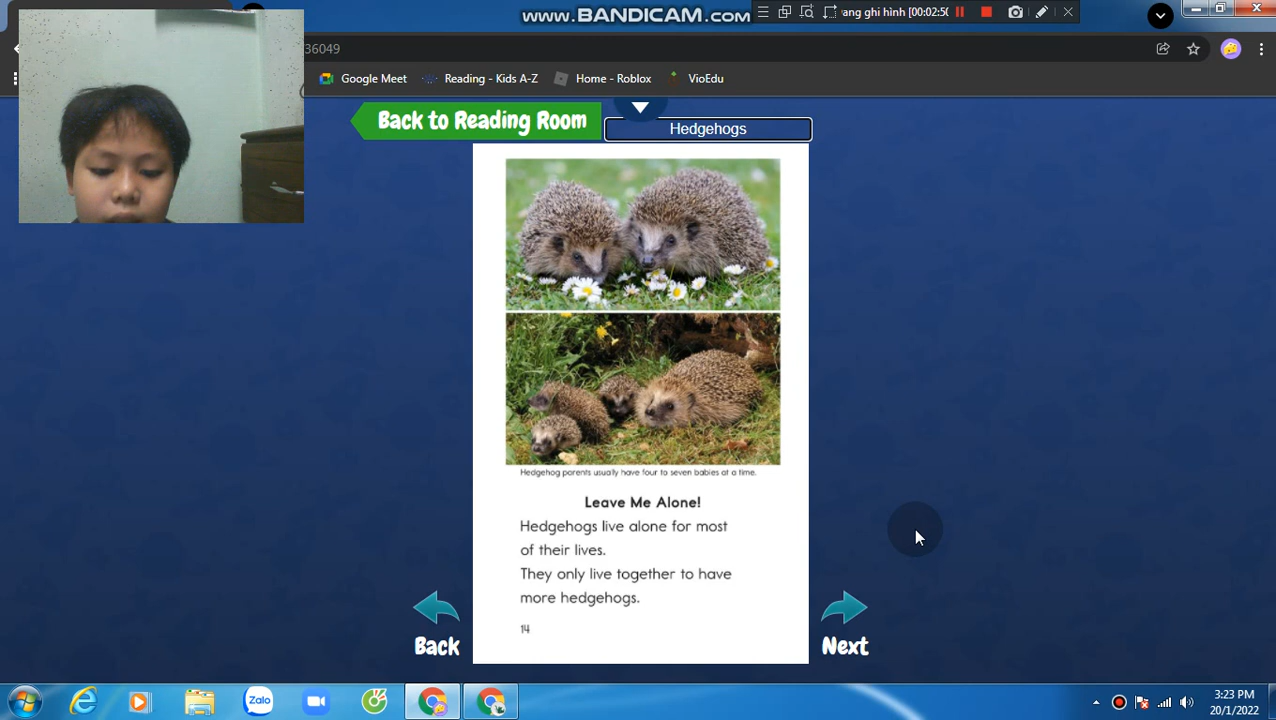 www.BANDICAM.com
ang ghi hình [00:02:50
36049
Google Meet
Reading - Kids A-Z
Home - Roblox
VioEdu
Back to Reading Room
Hedgehogs
Hedgehog parents usually have four to seven babies at a time.
Leave Me Alone!
Hedgehogs live alone for most
of their lives.
They only live together to have
more hedgehogs.
14
Back
Next
Zalo
3:23 PM
20/1/2022